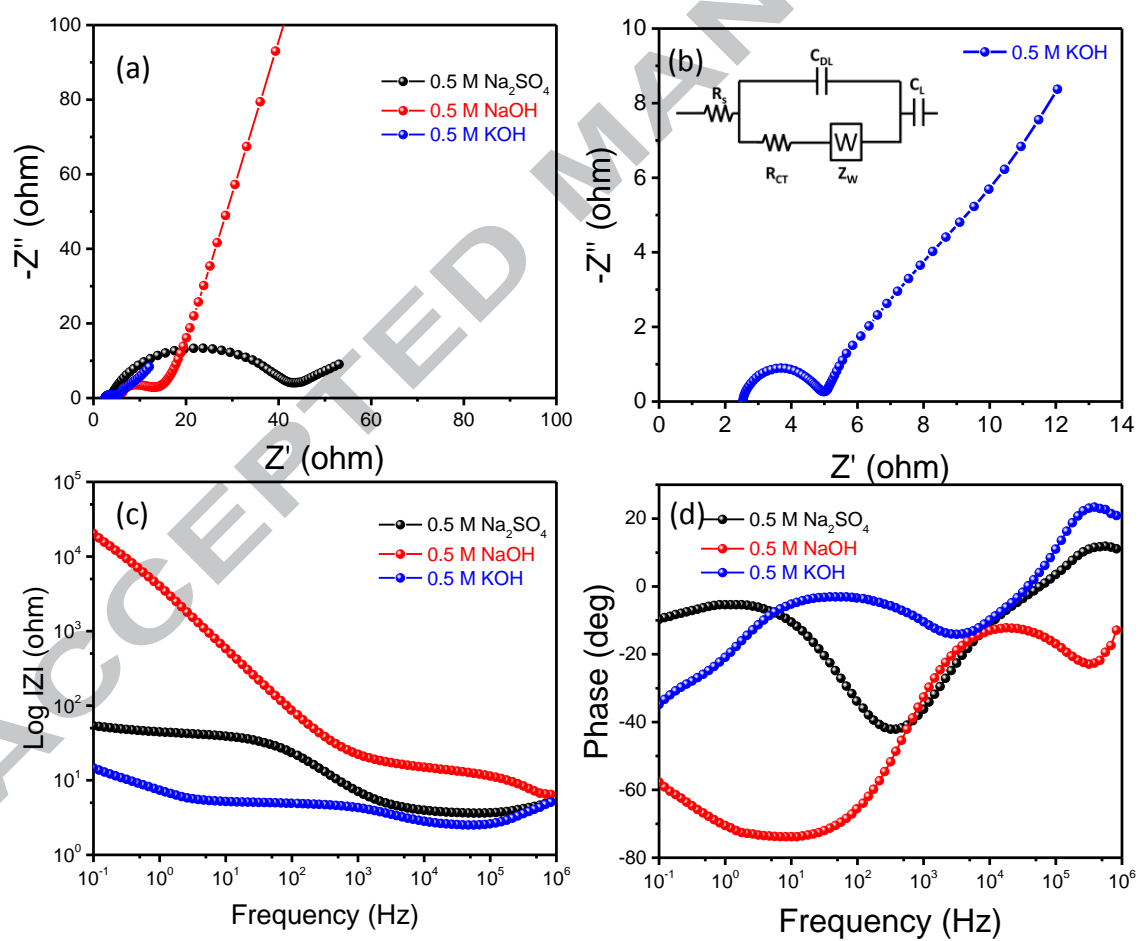 ACCEPTED MAN
(a)
0.5 M Na2SO4
0.5 M NaOH
0.5 M KOH
100
80
60
40
20
0
-Z'' (ohm)
0 20 40 60 80 100
Z' (ohm)
(b)
0.5 M KOH
CDL
Rs
CL
W
RCT
ZW
10
8
6
4
2
0
-Z'' (ohm)
0 2 4 6 8 10 12 14
Z' (ohm)
(c)
0.5 M Na2SO4
0.5 M NaOH
0.5 M KOH
10^5
10^4
10^3
10^2
10^1
10^0
Log IZI (ohm)
10^-1 10^0 10^1 10^2 10^3 10^4 10^5 10^6
Frequency (Hz)
(d)
0.5 M Na2SO4
0.5 M NaOH
0.5 M KOH
20
0
-20
-40
-60
-80
Phase (deg)
10^-1 10^0 10^1 10^2 10^3 10^4 10^5 10^6
Frequency (Hz)